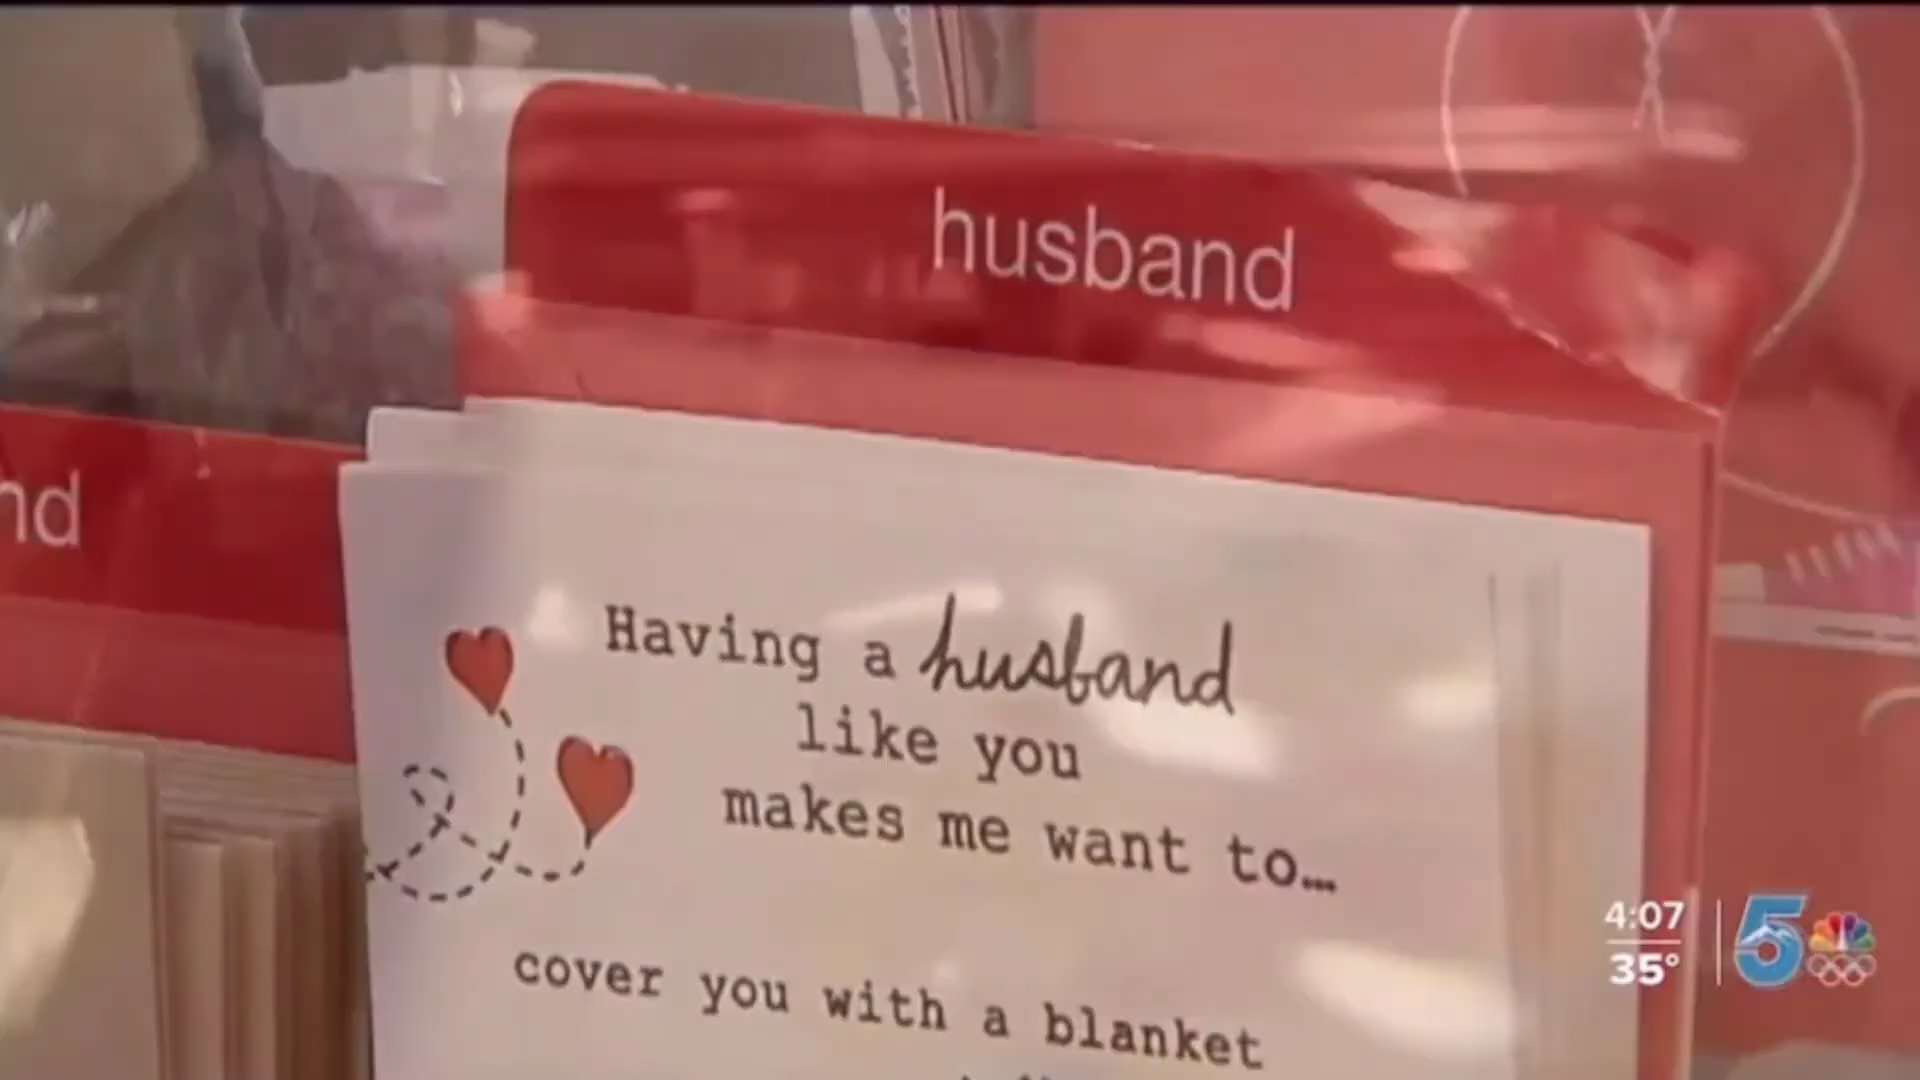 husband
nd
Having a husband
like you
makes me want to…
cover you with a blanket
4:07
35°
5